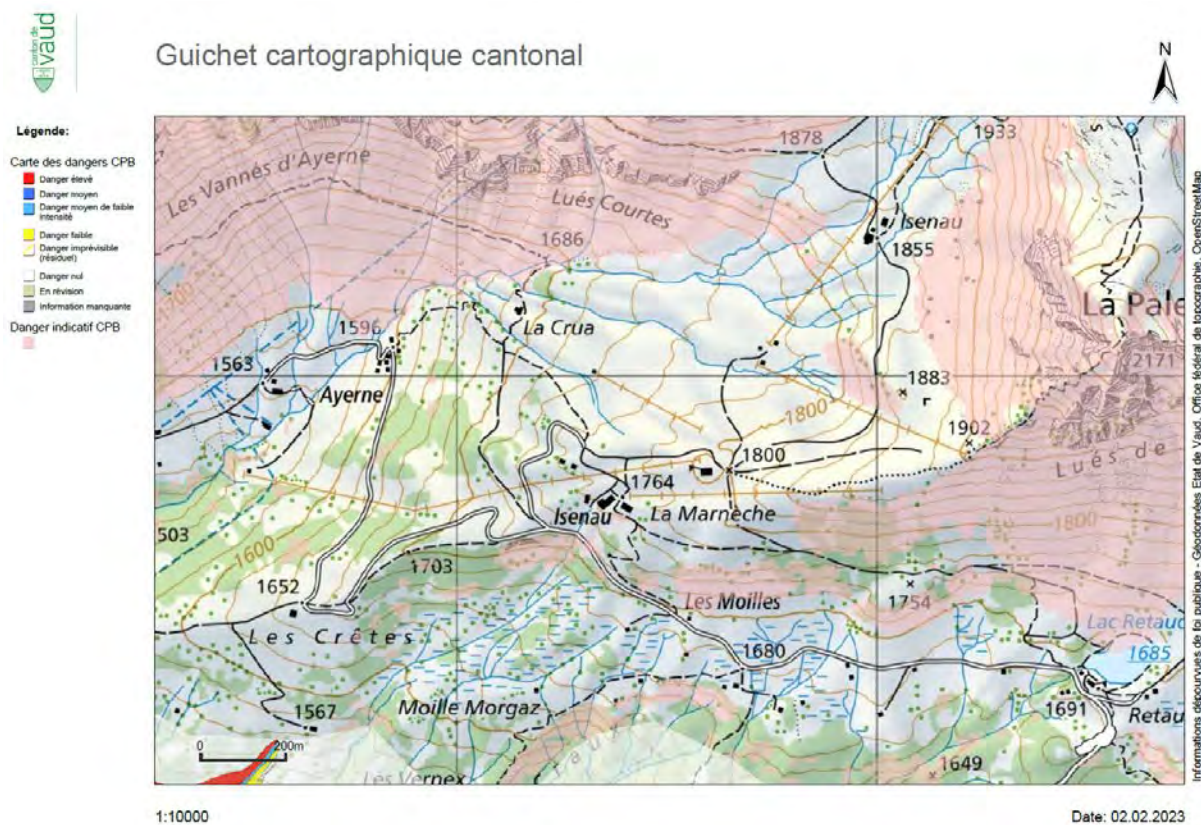 canton de
vaud
Guichet cartographique cantonal
N
Légende:
Carte des dangers CPB
Danger élevé
Danger moyen
Danger moyen de faible
intensité
Danger faible
Danger imprévisible
(résiduel)
Danger nul
En révision
Information manquante
Danger indicatif CPB
1878
1933
Les Vannés d'Ayerne
Lués Courtes
Isenau
1686
1855
700
La Crua
La Pale
1596
1563
2171
Ayerne
1883
1800
1902
1800
Lués de
1764
Isenau
La Marnèche
1800
503
1600
1703
1652
1754
Les Moilles
Les Crêtes
Lac Retaud
1680
1685
Moille Morgaz
1567
1691
Retau
0
200m
Les Vernex
1649
Informations dépourvues de foi publique - Géodonnées Etat de Vaud, Office fédéral de topographie, OpenStreetMap
1:10000
Date: 02.02.2023